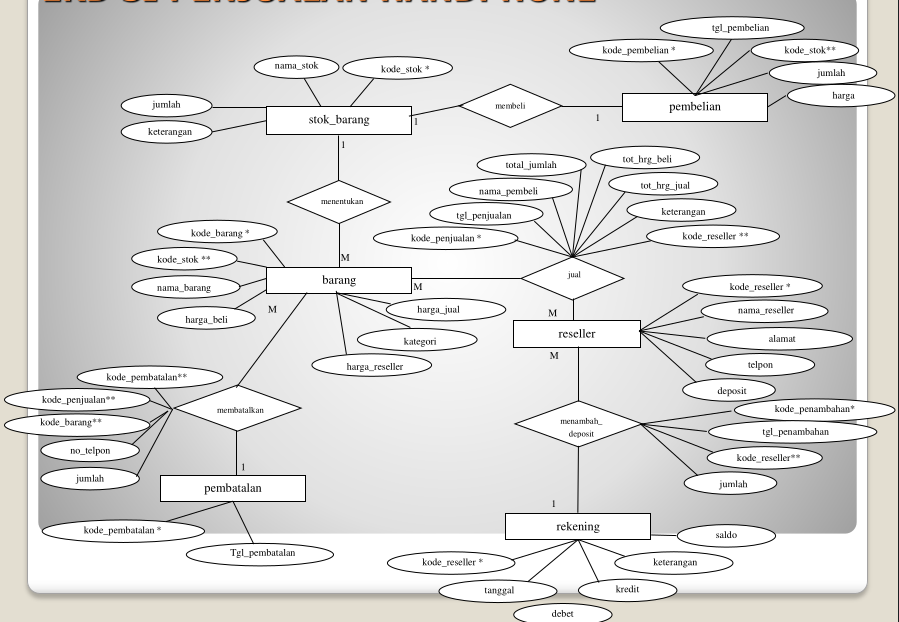 tgl_pembelian
kode_pembelian *
kode_stok**
nama_stok
kode_stok *
jumlah
harga
jumlah
keterangan
stok_barang
1
membeli
1
pembelian
1
total_jumlah
tot_hrg_beli
nama_pembeli
tot_hrg_jual
menentukan
tgl_penjualan
keterangan
kode_barang *
kode_penjualan *
kode_reseller **
kode_stok **
M
nama_barang
barang
M
jual
kode_reseller *
harga_beli
M
harga_jual
M
nama_reseller
kategori
reseller
alamat
harga_reseller
M
telpon
kode_pembatalan**
deposit
kode_penjualan**
membatalkan
kode_penambahan*
kode_barang**
menambah_
deposit
tgl_penambahan
no_telpon
kode_reseller**
jumlah
1
jumlah
pembatalan
1
kode_pembatalan *
rekening
saldo
Tgl_pembatalan
kode_reseller *
keterangan
tanggal
kredit
debet